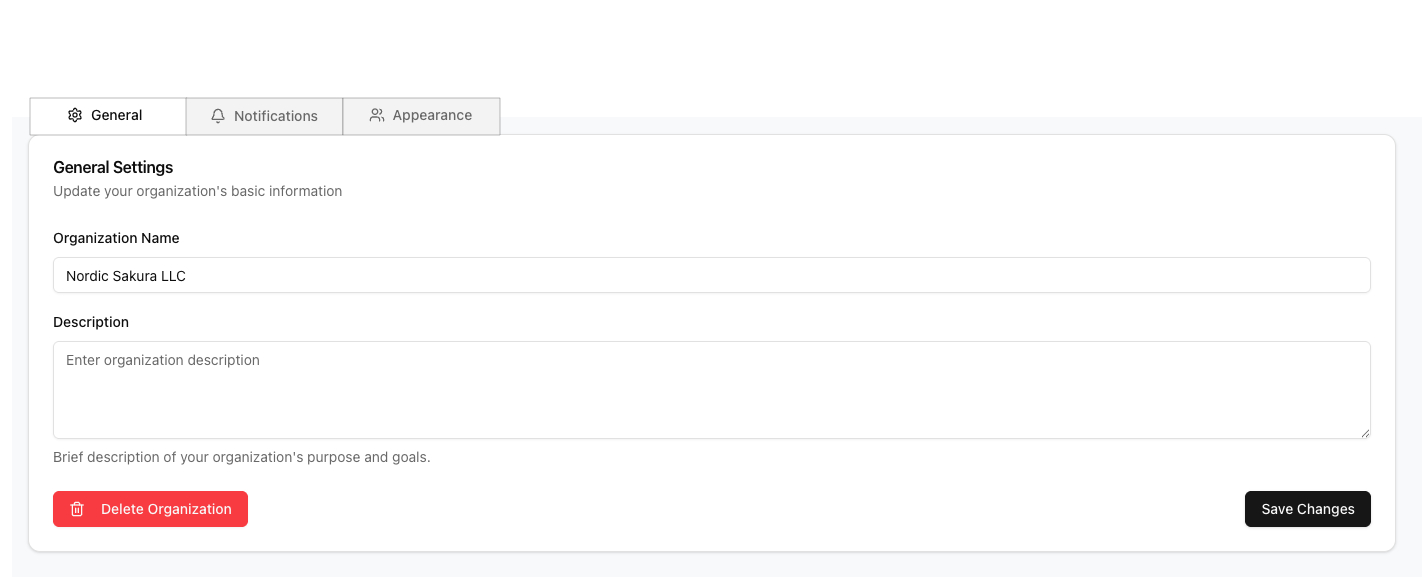 General
Notifications
Appearance
General Settings
Update your organization's basic information
Organization Name
Nordic Sakura LLC
Description
Enter organization description
Brief description of your organization's purpose and goals.
Delete Organization
Save Changes